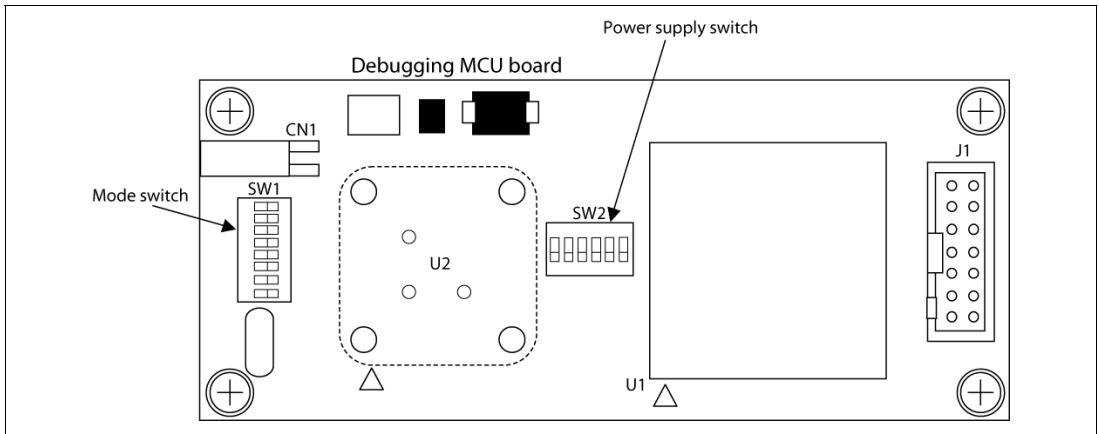 Power supply switch
Debugging MCU board
CN1
J1
Mode switch
SW1
SW2
U2
U1